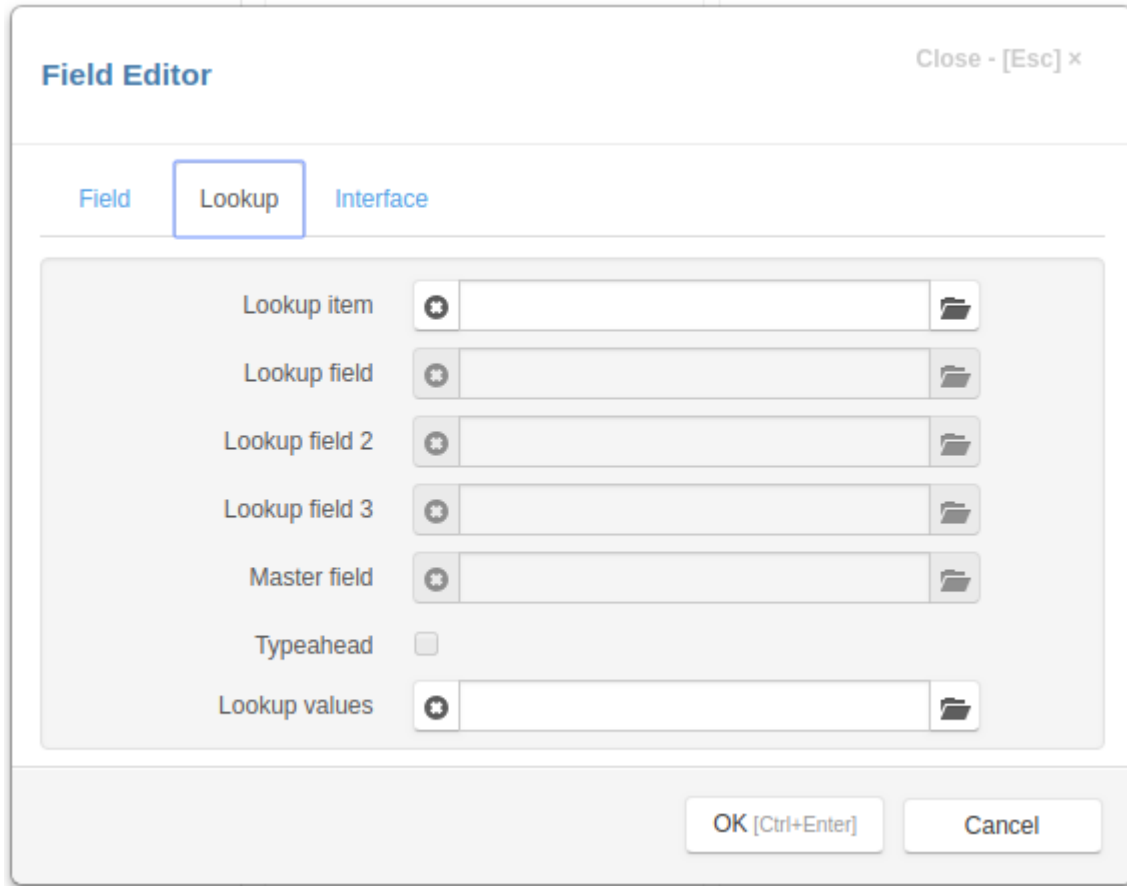 Close - [Esc] ×
Field Editor
Field Lookup Interface
Lookup item
Lookup field
Lookup field 2
Lookup field 3
Master field
Typeahead
Lookup values
OK [Ctrl+Enter] Cancel